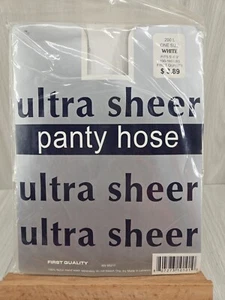 ONE SIZE
WHITE
$ .89
ultra sheer
panty hose
ultra sheer
ultra sheer
FIRST QUALITY